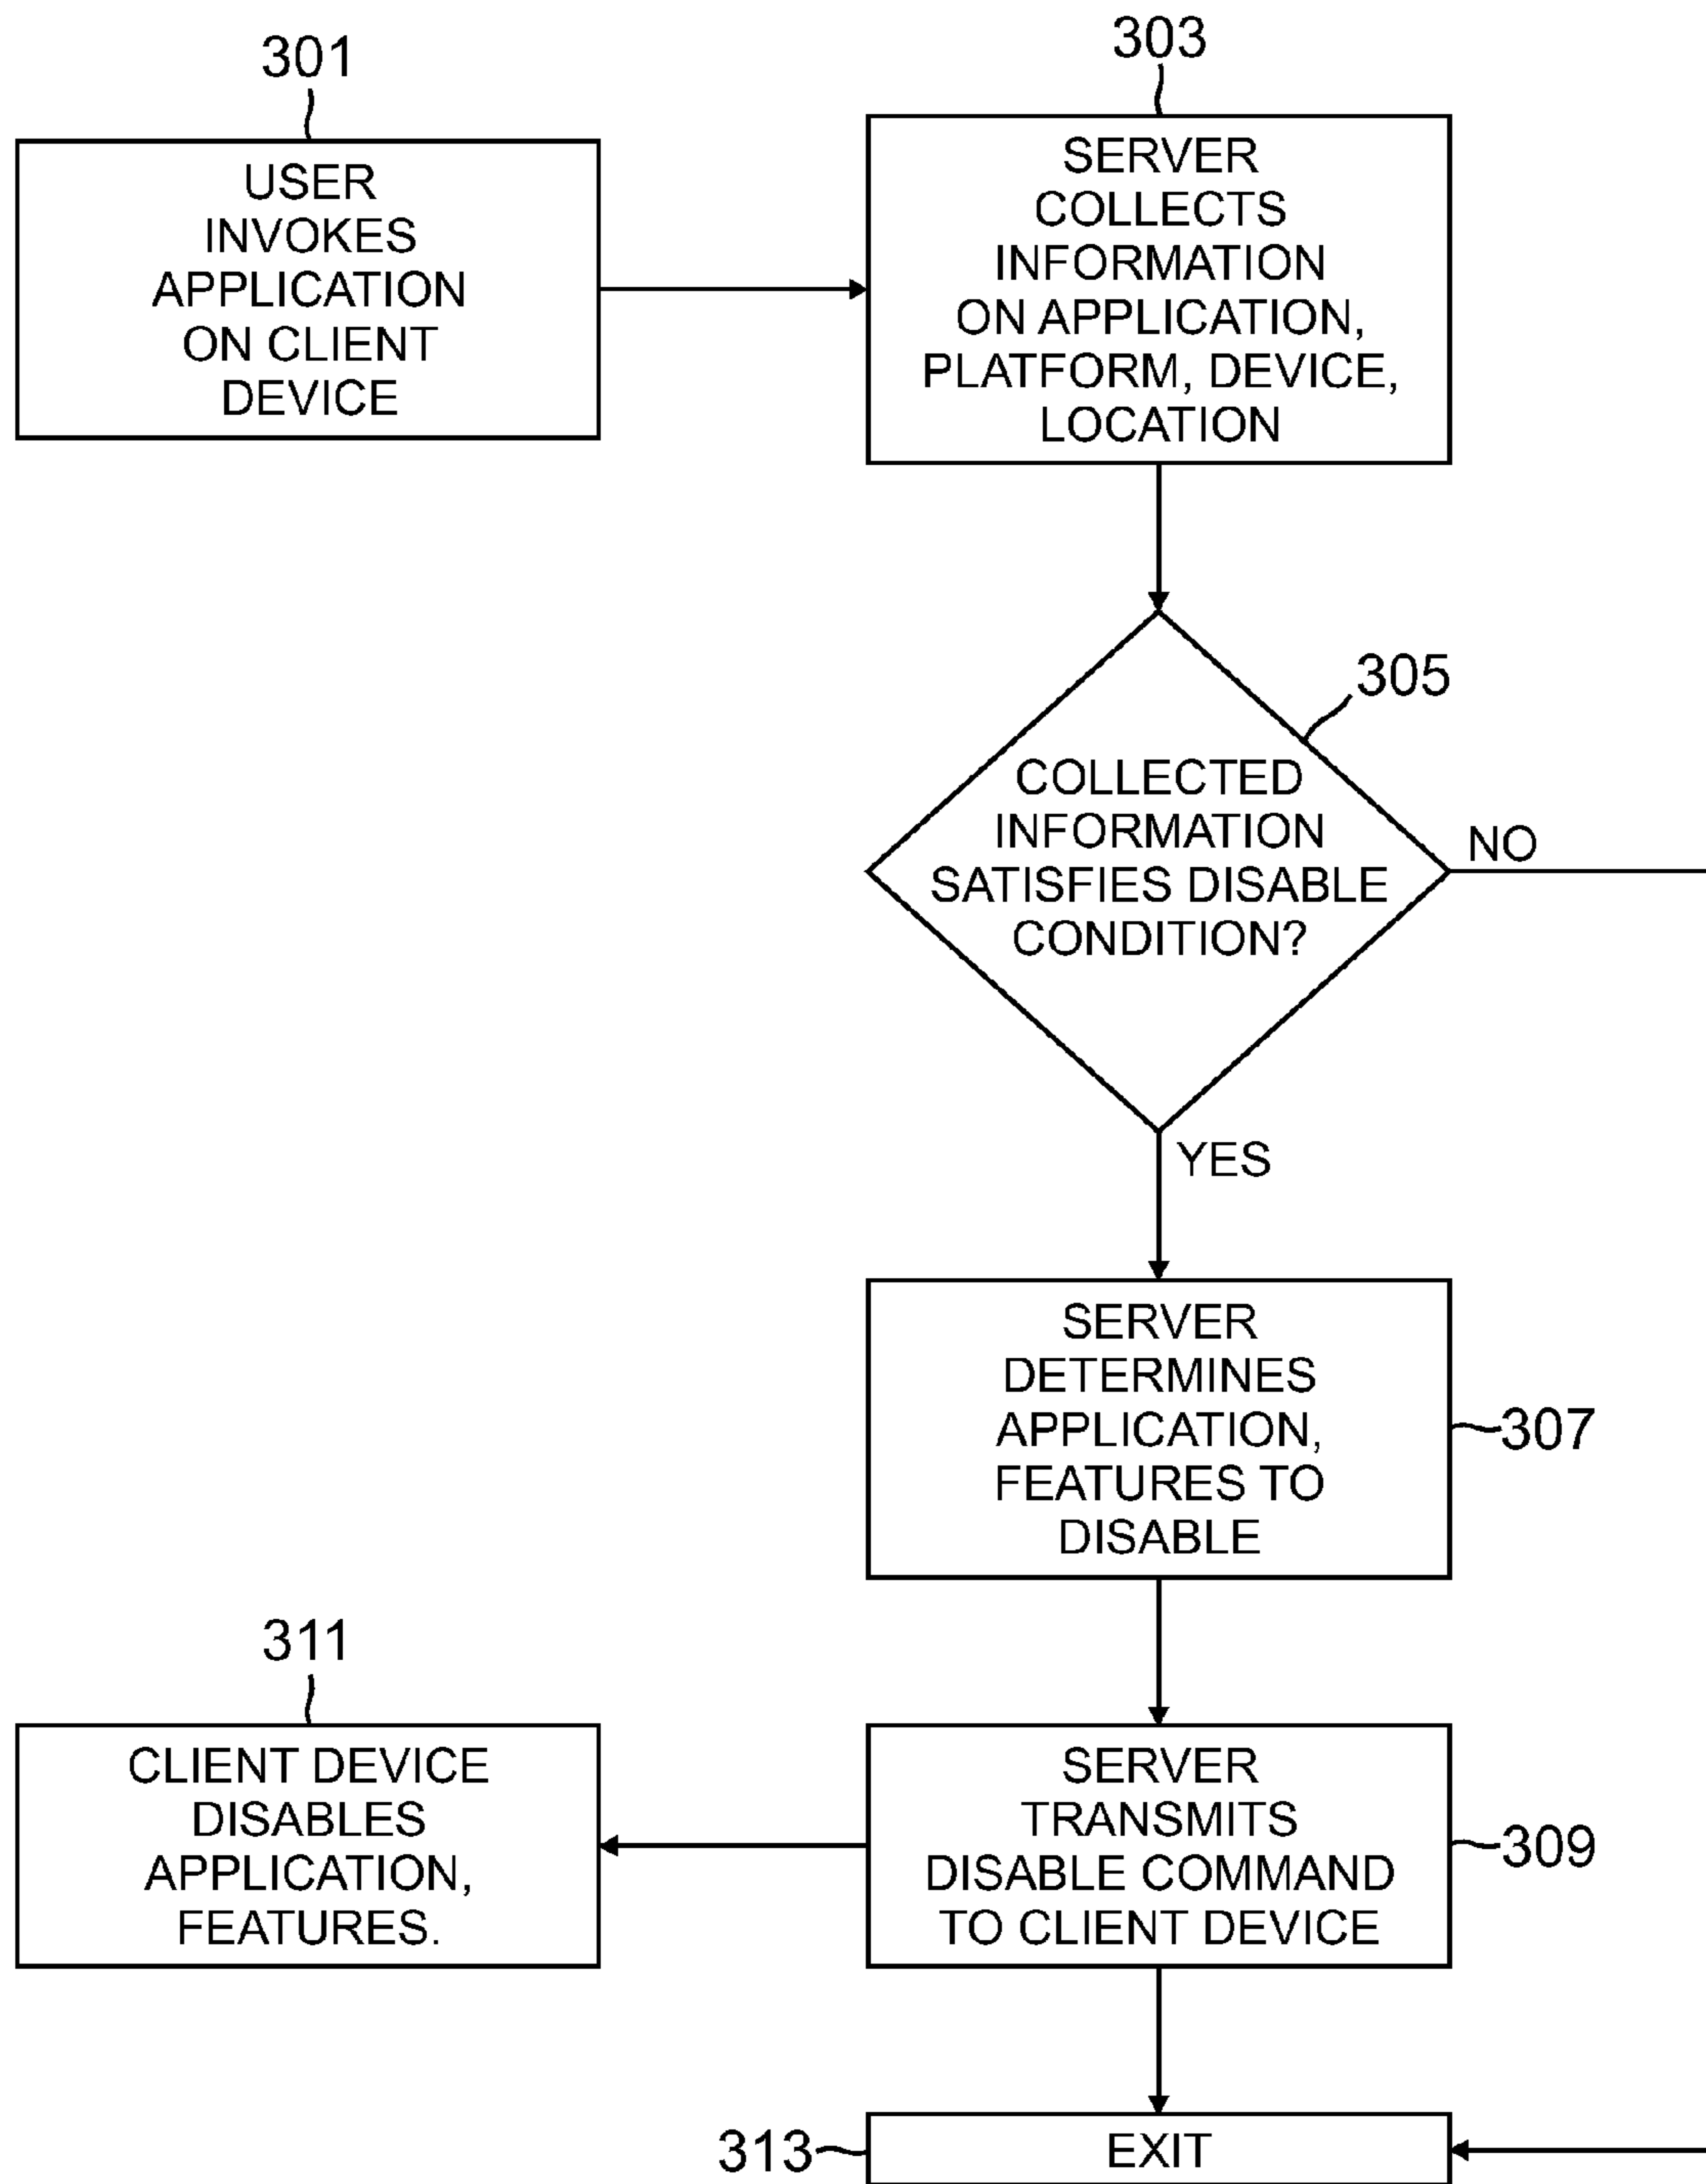 301
USER
INVOKES
APPLICATION
ON CLIENT
DEVICE
303
SERVER
COLLECTS
INFORMATION
ON APPLICATION,
PLATFORM, DEVICE,
LOCATION
305
COLLECTED
INFORMATION
SATISFIES DISABLE
CONDITION?
NO
YES
SERVER
DETERMINES
APPLICATION,
FEATURES TO
DISABLE
307
311
CLIENT DEVICE
DISABLES
APPLICATION,
FEATURES.
SERVER
TRANSMITS
DISABLE COMMAND
TO CLIENT DEVICE
309
313
EXIT